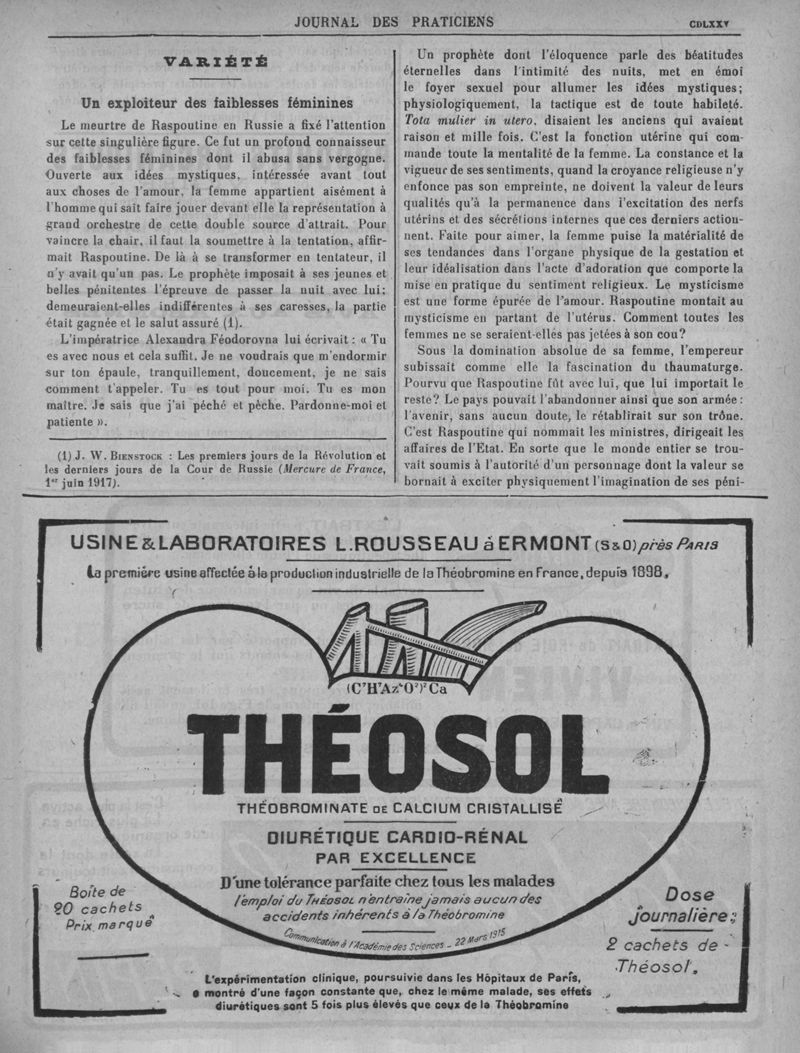 JOURNAL DES PRATICIENS
CDLXXV
VARIÉTÉ
Un exploiteur des faiblesses féminines
Le meurtre de Raspoutine en Russie a fixé l'attention
sur cette singulière figure. Ce fut un profond connaisseur
des faiblesses féminines dont il abusa sans vergogne.
Ouverte aux idées mystiques, intéressée avant tout
aux choses de l'amour, la femme appartient aisément à
l'homme qui sait faire jouer devant elle la représentation à
grand orchestre de cette double source d'attrait. Pour
vaincre la chair, il faut la soumettre à la tentation, affir-
mait Raspoutine. De là à se transformer en tentateur, il
n'y avait qu'un pas. Le prophète imposait à ses jeunes et
belles pénitentes l'épreuve de passer la nuit avec lui;
demeuraient-elles indifférentes à ses caresses, la partie
était gagnée et le salut assuré (1).
L'impératrice Alexandra Féodorovna lui écrivait : « Tu
es avec nous et cela suffit. Je ne voudrais que m'endormir
sur ton épaule, tranquillement, doucement, je ne sais
comment t'appeler. Tu es tout pour moi. Tu es mon
maître. Je sais que j'ai péché et pèche. Pardonne-moi et
patiente ».
(1) J. W. BIENSTOCK : Les premiers jours de la Révolution et
les derniers jours de la Cour de Russie (Mercure de France,
1er juin 1917).
Un prophète dont l'éloquence parle des béatitudes
éternelles dans l'intimité des nuits, met en émoi
le foyer sexuel pour allumer les idées mystiques;
physiologiquement, la tactique est de toute habileté.
Tota mulier in utero, disaient les anciens qui avaient
raison et mille fois. C'est la fonction utérine qui com-
mande toute la mentalité de la femme. La constance et la
vigueur de ses sentiments, quand la croyance religieuse n'y
enfonce pas son empreinte, ne doivent la valeur de leurs
qualités qu'à la permanence dans l'excitation des nerfs
utérins et des sécrétions internes que ces derniers action-
nent. Faite pour aimer, la femme puise la matérialité de
ses tendances dans l'organe physique de la gestation et
leur idéalisation dans l'acte d'adoration que comporte la
mise en pratique du sentiment religieux. Le mysticisme
est une forme épurée de l'amour. Raspoutine montait au
mysticisme en partant de l'utérus. Comment toutes les
femmes ne se seraient-elles pas jetées à son cou?
Sous la domination absolue de sa femme, l'empereur
subissait comme elle la fascination du thaumaturge.
Pourvu que Raspoutine fût avec lui, que lui importait le
reste? Le pays pouvait l'abandonner ainsi que son armée :
l'avenir, sans aucun doute, le rétablirait sur son trône.
C'est Raspoutine qui nommait les ministres, dirigeait les
affaires de l'Etat. En sorte que le monde entier se trou-
vait soumis à l'autorité d'un personnage dont la valeur se
bornait à exciter physiquement l'imagination de ses péni-
USINE & LABORATOIRES L. ROUSSEAU à ERMONT (S&O) près PARIS
La première usine affectée à la production industrielle de la Théobromine en France, depuis 1898.
(C⁷H⁷Az⁴O²)²Ca
THÉOSOL
THÉOBROMINATE DE CALCIUM CRISTALLISÉ
DIURÉTIQUE CARDIO-RÉNAL
PAR EXCELLENCE
D'une tolérance parfaite chez tous les malades
l'emploi du THÉOSOL n'entraîne jamais aucun des
accidents inhérents à la Théobromine
Communication à l'Académie des Sciences - 22 Mars 1915
Boîte de
20 cachets
Prix marqué
Dose
journalière:
2 cachets de
Théosol.
L'expérimentation clinique, poursuivie dans les Hôpitaux de Paris,
a montré d'une façon constante que, chez le même malade, ses effets
diurétiques sont 5 fois plus élevés que ceux de la Théobromine